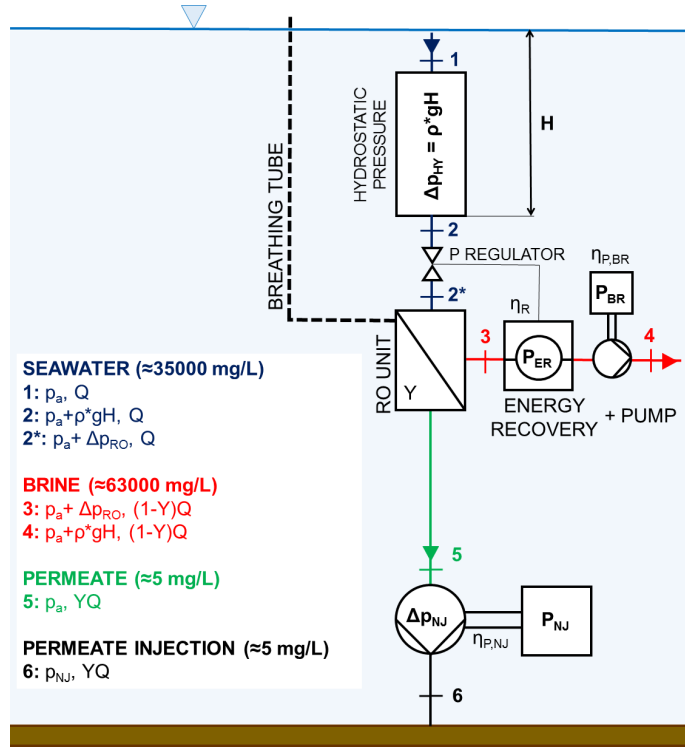 1
HYDROSTATIC
PRESSURE
Δp_HY = ρ*gH
H
BREATHING TUBE
2
P REGULATOR
η_P,BR
P_BR
2*
η_R
3
P_ER
4
RO UNIT
Y
ENERGY
RECOVERY
+ PUMP
SEAWATER (≈35000 mg/L)
1: p_a, Q
2: p_a+ρ*gH, Q
2*: p_a+ Δp_RO, Q
BRINE (≈63000 mg/L)
3: p_a+ Δp_RO, (1-Y)Q
4: p_a+ρ*gH, (1-Y)Q
PERMEATE (≈5 mg/L)
5: p_a, YQ
PERMEATE INJECTION (≈5 mg/L)
6: p_NJ, YQ
5
Δp_NJ
η_P,NJ
P_NJ
6